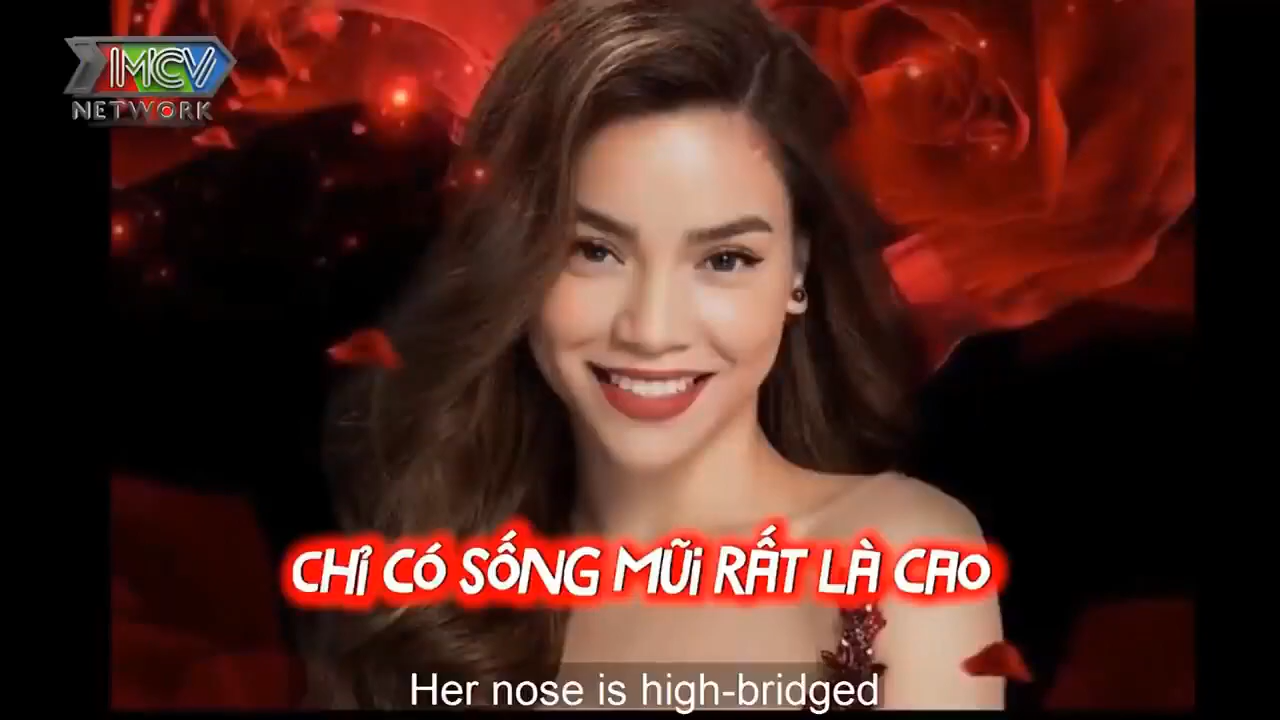 MCV
NETWORK
CHỈ CÓ SỐNG MŨI RẤT LÀ CAO
Her nose is high-bridged